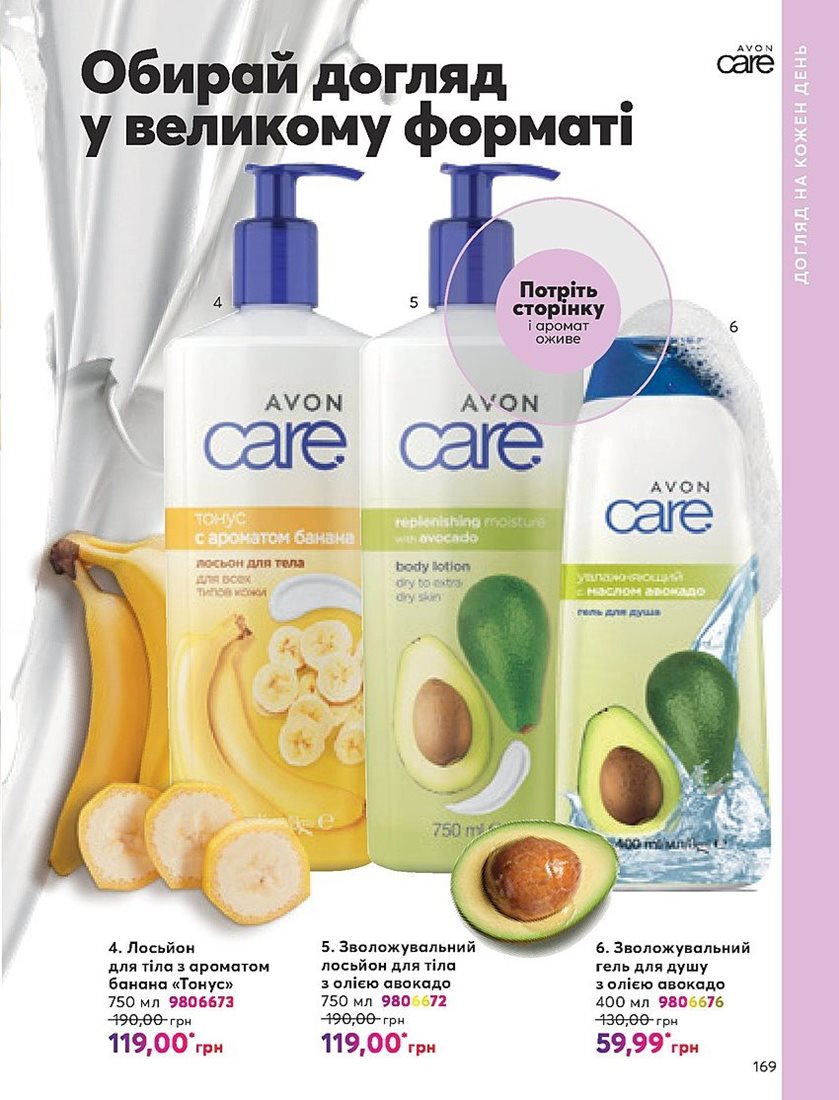 Обирай догляд
у великому форматі
AVON
care
ДОГЛЯД НА КОЖЕН ДЕНЬ
4
5
6
Потріть
сторінку
і аромат
оживе
AVON
care
тонус
с ароматом банана
лосьон для тела
для всех
типов кожи
AVON
care
replenishing moisture
with avocado
body lotion
dry to extra
dry skin
750 ml
AVON
care
увлажняющий
с маслом авокадо
гель для душа
400 ml
4. Лосьйон
для тіла з ароматом
банана «Тонус»
750 мл 9806673
190,00 грн
119,00* грн
5. Зволожувальний
лосьйон для тіла
з олією авокадо
750 мл 9806672
190,00 грн
119,00* грн
6. Зволожувальний
гель для душу
з олією авокадо
400 мл 9806676
130,00 грн
59,99* грн
169